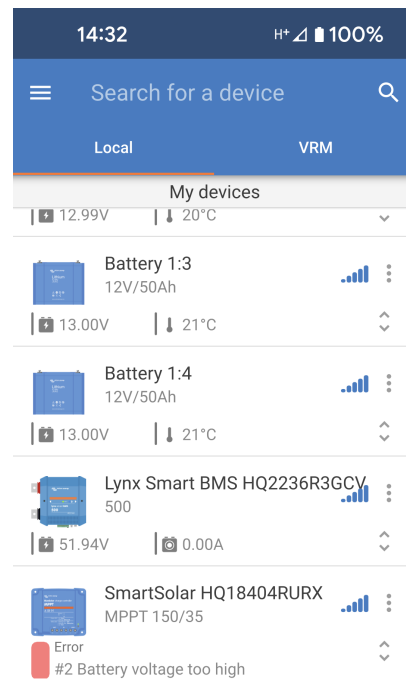 14:32
H+ 100%
Search for a device
Local VRM
My devices
12.99V 20°C
Battery 1:3
12V/50Ah
13.00V 21°C
Battery 1:4
12V/50Ah
13.00V 21°C
Lynx Smart BMS HQ2236R3GCV
500
51.94V 0.00A
SmartSolar HQ18404RURX
MPPT 150/35
Error
#2 Battery voltage too high